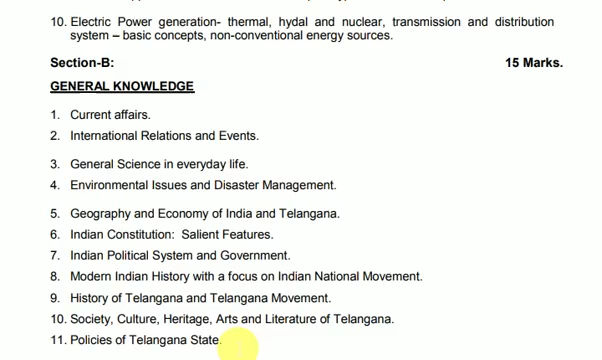 10. Electric Power generation- thermal, hydal and nuclear, transmission and distribution
system – basic concepts, non-conventional energy sources.
Section-B: 15 Marks.
GENERAL KNOWLEDGE
1. Current affairs.
2. International Relations and Events.
3. General Science in everyday life.
4. Environmental Issues and Disaster Management.
5. Geography and Economy of India and Telangana.
6. Indian Constitution: Salient Features.
7. Indian Political System and Government.
8. Modern Indian History with a focus on Indian National Movement.
9. History of Telangana and Telangana Movement.
10. Society, Culture, Heritage, Arts and Literature of Telangana.
11. Policies of Telangana State.